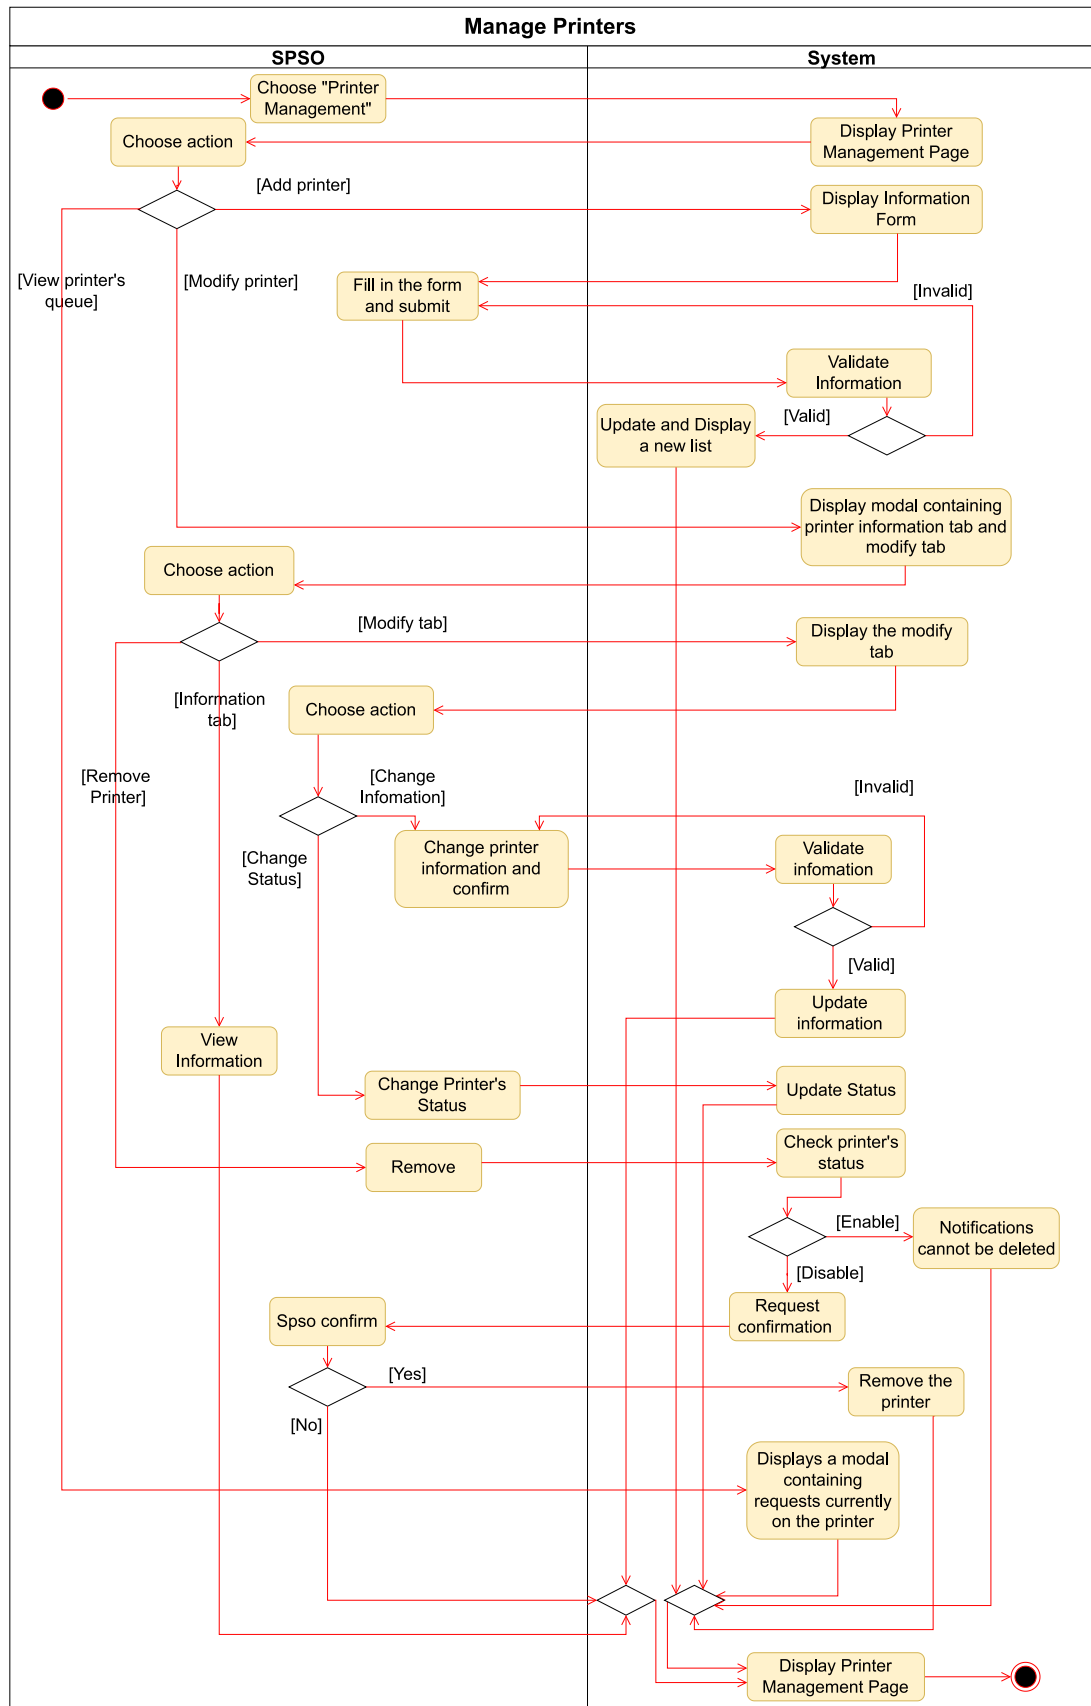 Manage Printers
SPSO
System
Choose "Printer
Management"
Choose action
Display Printer
Management Page
[Add printer]
Display Information
Form
[View printer's
queue]
[Modify printer]
Fill in the form
and submit
[Invalid]
Validate
Information
[Valid]
Update and Display
a new list
Display modal containing
printer information tab and
modify tab
Choose action
[Modify tab]
Display the modify
tab
[Information
tab]
Choose action
[Remove
Printer]
[Change
Infomation]
[Invalid]
[Change
Status]
Change printer
information and
confirm
Validate
infomation
[Valid]
Update
information
View
Information
Change Printer's
Status
Update Status
Remove
Check printer's
status
[Enable]
Notifications
cannot be deleted
[Disable]
Request
confirmation
Spso confirm
[Yes]
Remove the
printer
[No]
Displays a modal
containing
requests currently
on the printer
Display Printer
Management Page